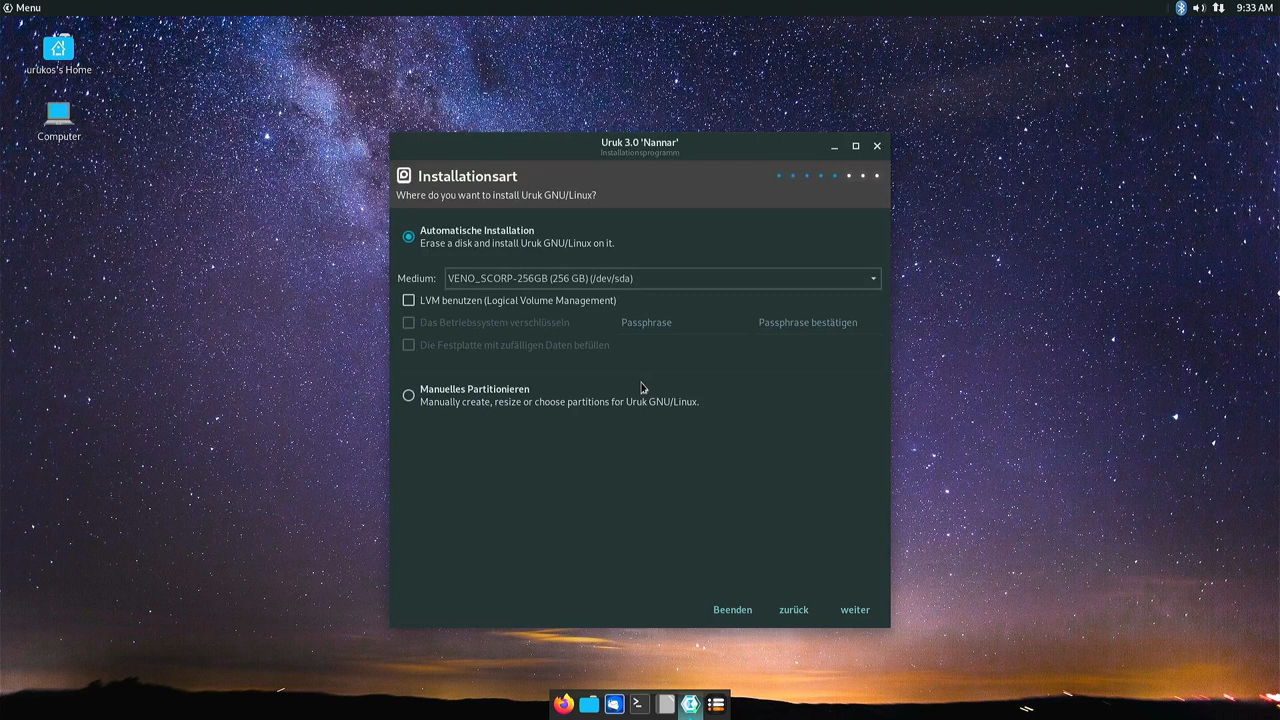 Menu
9:33 AM
urukos's Home
Computer
Uruk 3.0 'Nannar'
Installationsprogramm
Installationsart
Where do you want to install Uruk GNU/Linux?
Automatische Installation
Erase a disk and install Uruk GNU/Linux on it.
Medium: VENO_SCORP-256GB (256 GB) (/dev/sda)
LVM benutzen (Logical Volume Management)
Das Betriebssystem verschlüsseln Passphrase Passphrase bestätigen
Die Festplatte mit zufälligen Daten befüllen
Manuelles Partitionieren
Manually create, resize or choose partitions for Uruk GNU/Linux.
Beenden zurück weiter